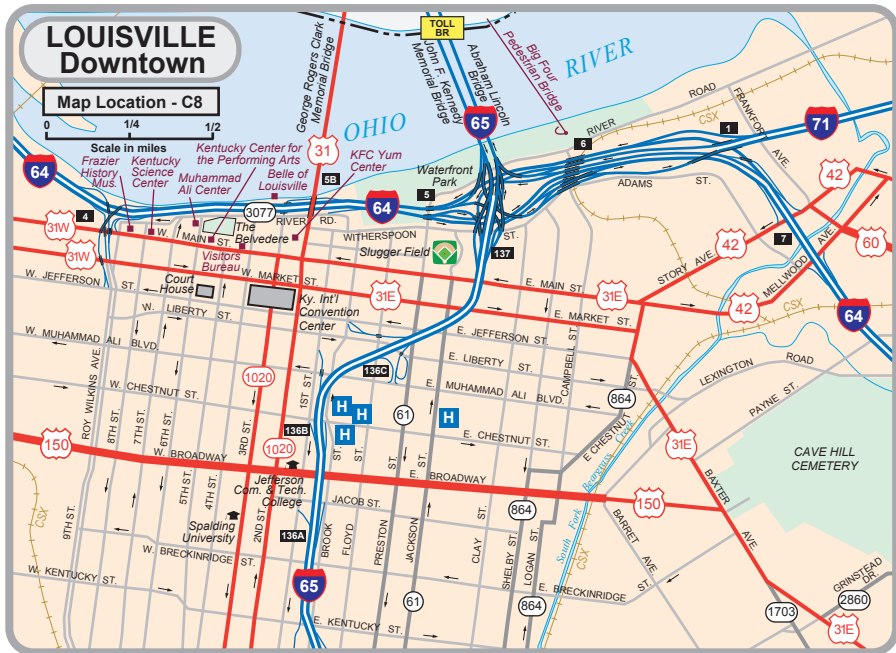 LOUISVILLE
Downtown
Map Location - C8
0
1/4
1/2
Scale in miles
TOLL
BR
George Rogers Clark
Memorial Bridge
John F. Kennedy
Memorial Bridge
Abraham Lincoln
Bridge
Big Four
Pedestrian Bridge
OHIO
RIVER
RIVER
ROAD
FRANKFORT
AVE.
CSX
65
71
1
6
31
64
Frazier
History
Mus.
Kentucky
Science
Center
Kentucky Center for
the Performing Arts
Muhammad
Ali Center
Belle of
Louisville
KFC Yum
Center
5B
Waterfront
Park
5
64
ADAMS
ST.
42
4
3077
RIVER
RD.
31W
W.
MAIN
ST.
The
Belvedere
WITHERSPOON
ST.
Slugger Field
137
42
7
60
STORY AVE.
MELLWOOD
AVE.
31W
Visitors
Bureau
W. MARKET ST.
W. JEFFERSON
ST.
Court
House
Ky. Int'l
Convention
Center
31E
E. MAIN ST.
31E
E. MARKET ST.
42
CSX
64
W. LIBERTY ST.
W. MUHAMMAD
ALI BLVD.
E. JEFFERSON ST.
E. LIBERTY
ST.
CAMPBELL ST.
LEXINGTON
ROAD
PAYNE ST.
ROY WILKINS AVE.
1020
1ST ST.
136C
E. MUHAMMAD
ALI BLVD.
ST.
864
W. CHESTNUT ST.
8TH ST.
7TH ST.
6TH ST.
3RD ST.
H
H
H
H
61
136B
E. CHESTNUT ST.
E CHESTNUT
Beargrass
Creek
31E
CAVE HILL
CEMETERY
150
W. BROADWAY
1020
ST.
ST.
ST.
ST.
E. BROADWAY
150
BAXTER
AVE.
Jefferson
Com. & Tech.
College
5TH ST.
4TH ST.
JACOB ST.
CSX
9TH ST.
Spalding
University
2ND ST.
136A
BROOK
FLOYD
PRESTON
JACKSON
CLAY
ST.
864
SHELBY ST.
LOGAN ST.
South Fork
CSX
BARRET
AVE
W. BRECKINRIDGE
ST.
W. KENTUCKY ST.
65
61
E. BRECKINRIDGE
ST.
864
E. KENTUCKY
ST.
GRINSTEAD
DR.
2860
1703
31E